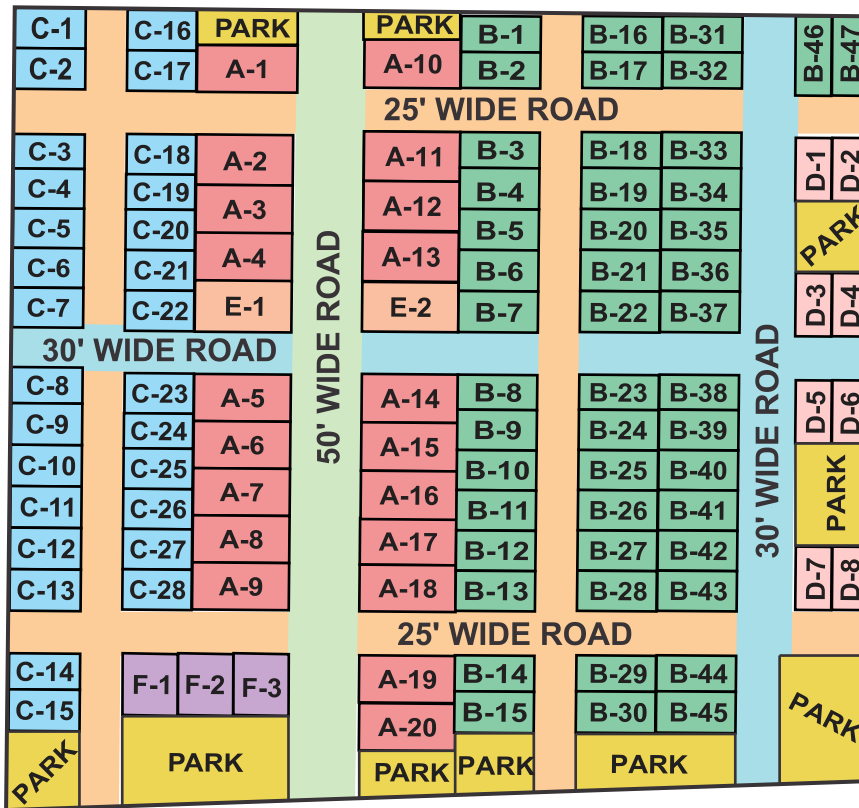 C-1 C-16 PARK PARK B-1 B-16 B-31 B-46 B-47
C-2 C-17 A-1 A-10 B-2 B-17 B-32
25' WIDE ROAD
C-3 C-18 A-2 A-11 B-3 B-18 B-33 D-1 D-2
C-4 C-19 A-3 A-12 B-4 B-19 B-34
C-5 C-20 A-4 A-13 B-5 B-20 B-35 PARK
C-6 C-21 B-6 B-21 B-36
C-7 C-22 E-1 E-2 B-7 B-22 B-37 D-3 D-4
30' WIDE ROAD
50' WIDE ROAD
30' WIDE ROAD
C-8 C-23 A-5 A-14 B-8 B-23 B-38 D-5 D-6
C-9 C-24 A-6 A-15 B-9 B-24 B-39
C-10 C-25 A-7 A-16 B-10 B-25 B-40 PARK
C-11 C-26 A-8 A-17 B-11 B-26 B-41
C-12 C-27 A-9 A-18 B-12 B-27 B-42
C-13 C-28 B-13 B-28 B-43 D-7 D-8
25' WIDE ROAD
C-14 F-1 F-2 F-3 A-19 B-14 B-29 B-44
C-15 A-20 B-15 B-30 B-45 PARK
PARK PARK PARK PARK PARK